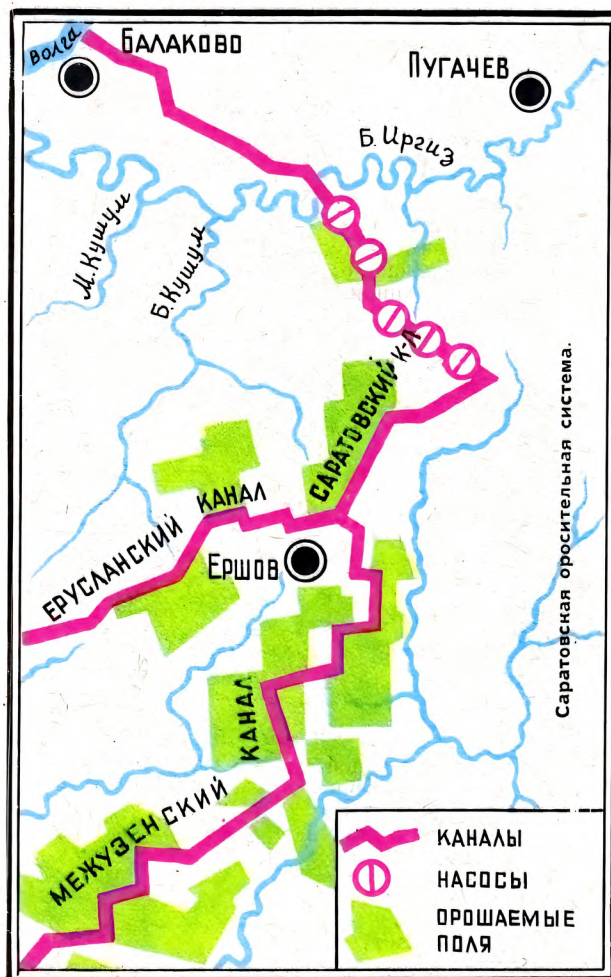 Волга
БАЛАКОВО
ПУГАЧЕВ
Б. Иргиз
М. Кушум
Б. Кушум
САРАТОВСКИЙ К-Л
ЕРУСЛАНСКИЙ КАНАЛ
ЕРШОВ
МЕЖУЗЕНСКИЙ КАНАЛ
Саратовская оросительная система.
КАНАЛЫ
НАСОСЫ
ОРОШАЕМЫЕ
ПОЛЯ